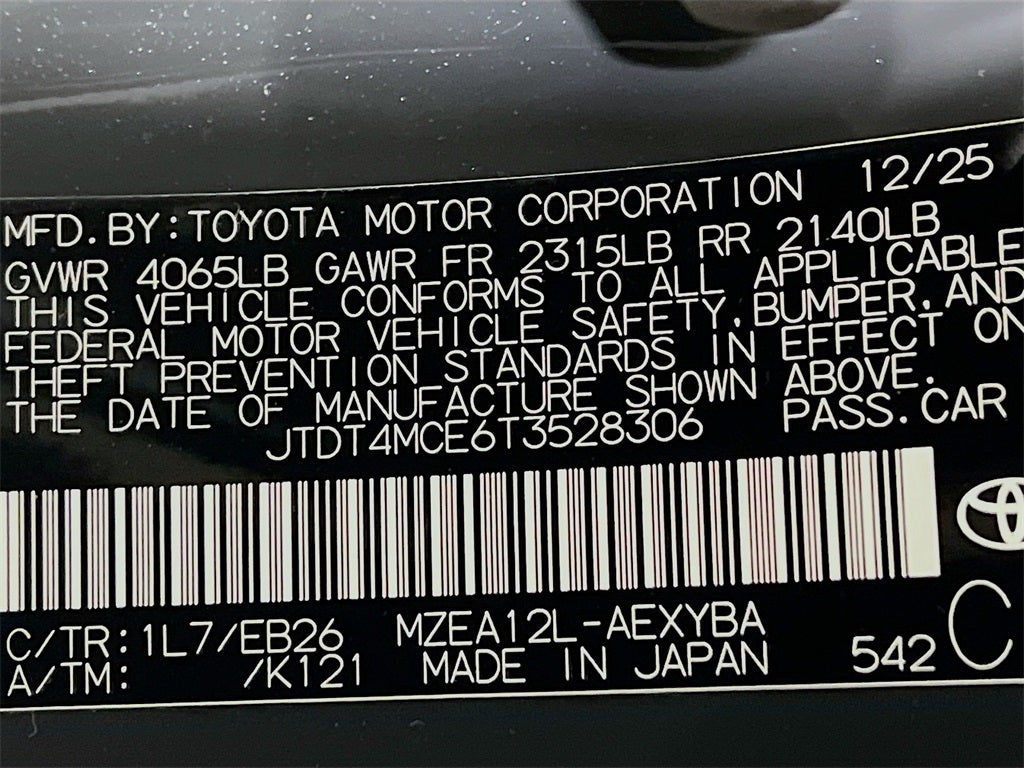 MFD. BY: TOYOTA MOTOR CORPORATION 12/25
GVWR 4065LB GAWR FR 2315LB RR 2140LB
THIS VEHICLE CONFORMS TO ALL APPLICABLE
FEDERAL MOTOR VEHICLE SAFETY, BUMPER, AND
THEFT PREVENTION STANDARDS IN EFFECT ON
THE DATE OF MANUFACTURE SHOWN ABOVE.
JTDT4MCE6T3528306 PASS. CAR
C/TR: 1L7/EB26 MZEA12L-AEXYBA
A/TM: /K121 MADE IN JAPAN 542 C